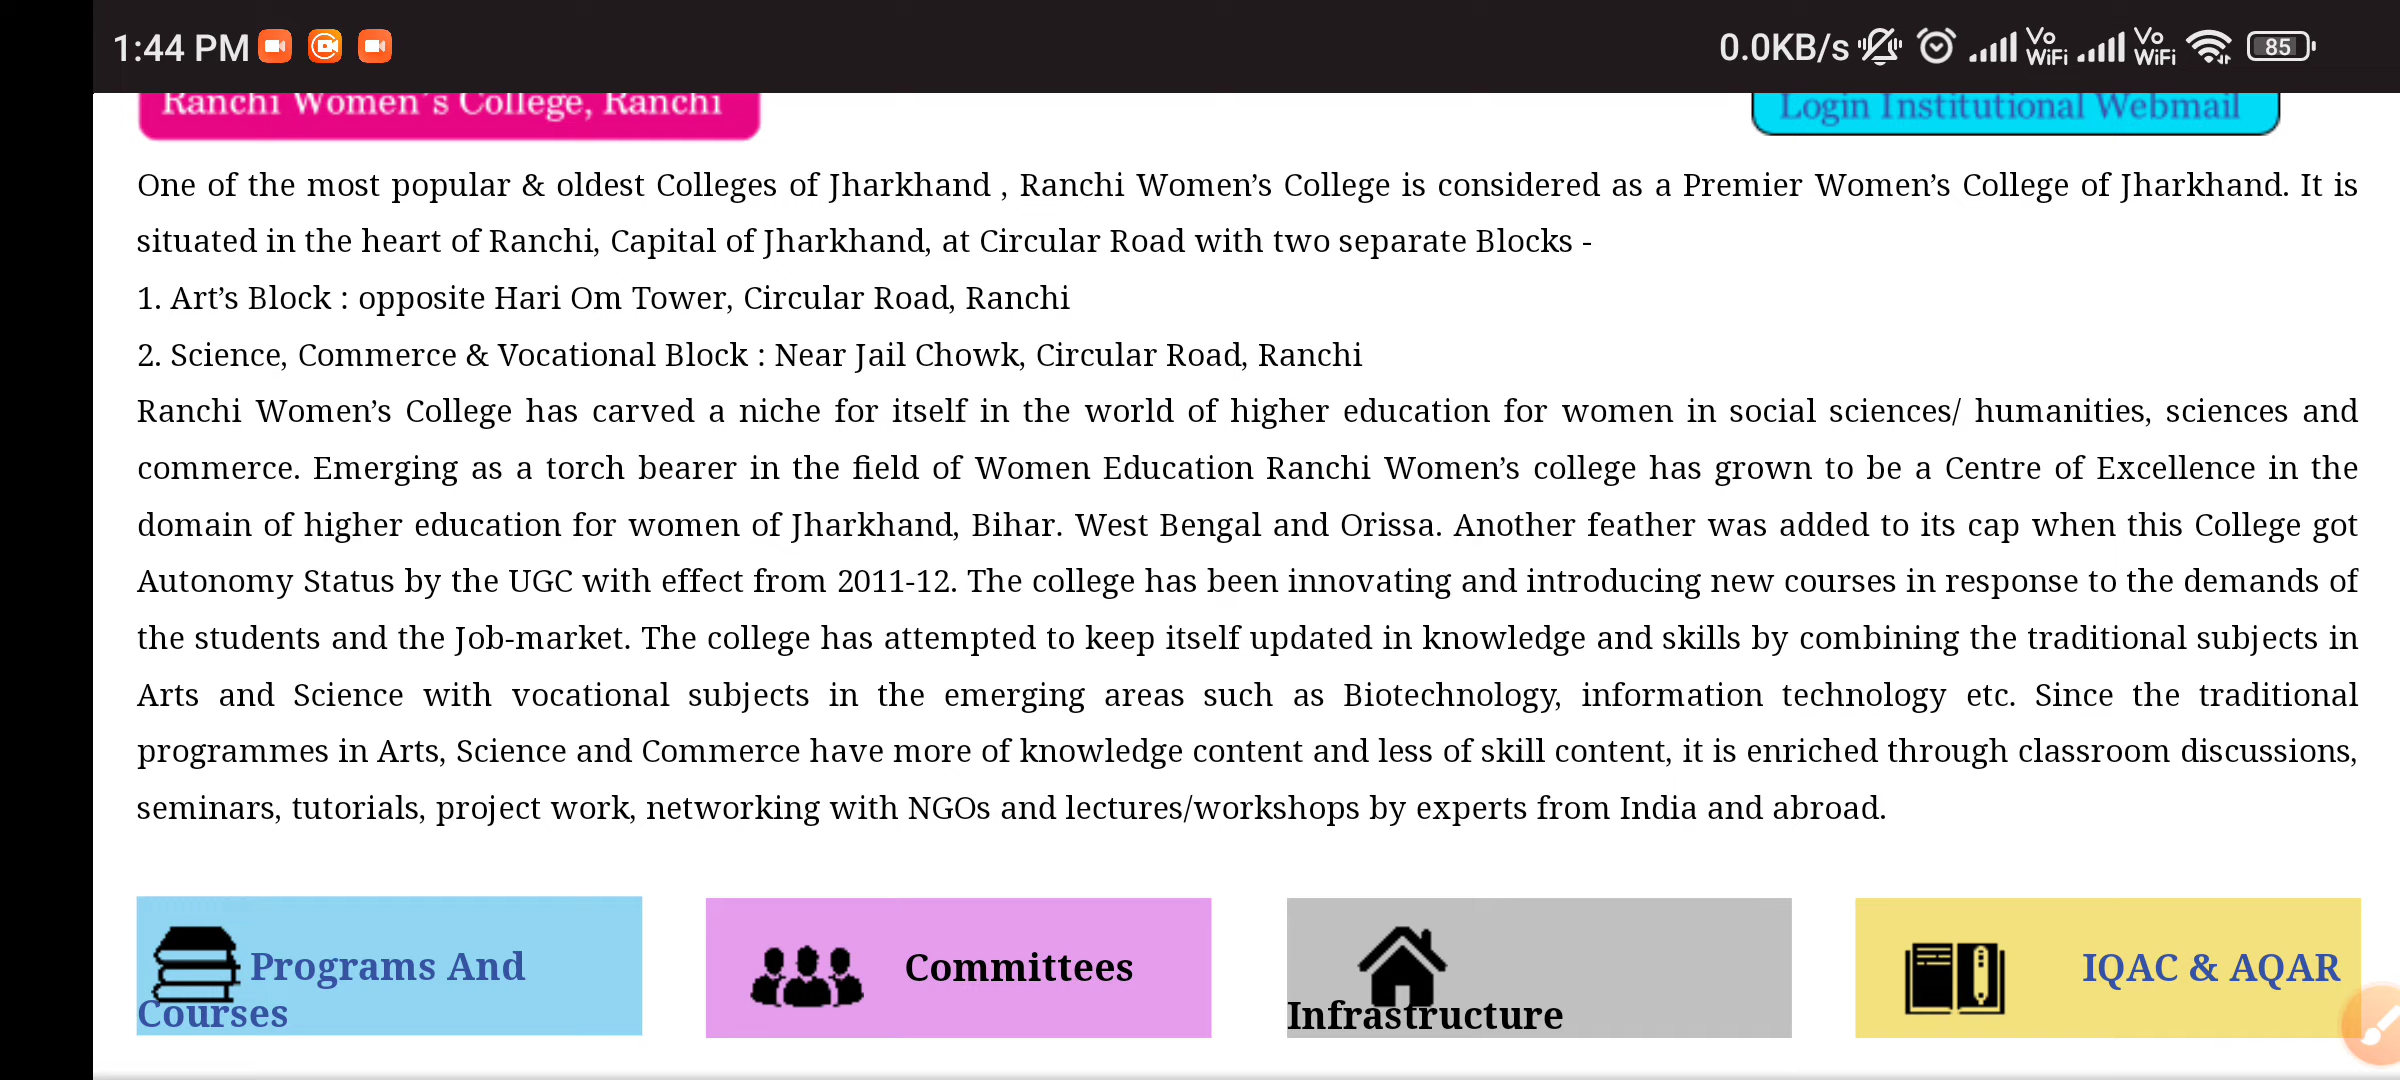 1:44 PM
0.0KB/s
Vo WiFi
Vo WiFi
85
Ranchi Women's College, Ranchi
Login Institutional Webmail
One of the most popular & oldest Colleges of Jharkhand , Ranchi Women’s College is considered as a Premier Women’s College of Jharkhand. It is
situated in the heart of Ranchi, Capital of Jharkhand, at Circular Road with two separate Blocks -
1. Art’s Block : opposite Hari Om Tower, Circular Road, Ranchi
2. Science, Commerce & Vocational Block : Near Jail Chowk, Circular Road, Ranchi
Ranchi Women’s College has carved a niche for itself in the world of higher education for women in social sciences/ humanities, sciences and
commerce. Emerging as a torch bearer in the field of Women Education Ranchi Women’s college has grown to be a Centre of Excellence in the
domain of higher education for women of Jharkhand, Bihar. West Bengal and Orissa. Another feather was added to its cap when this College got
Autonomy Status by the UGC with effect from 2011-12. The college has been innovating and introducing new courses in response to the demands of
the students and the Job-market. The college has attempted to keep itself updated in knowledge and skills by combining the traditional subjects in
Arts and Science with vocational subjects in the emerging areas such as Biotechnology, information technology etc. Since the traditional
programmes in Arts, Science and Commerce have more of knowledge content and less of skill content, it is enriched through classroom discussions,
seminars, tutorials, project work, networking with NGOs and lectures/workshops by experts from India and abroad.
Programs And
Courses
Committees
Infrastructure
IQAC & AQAR